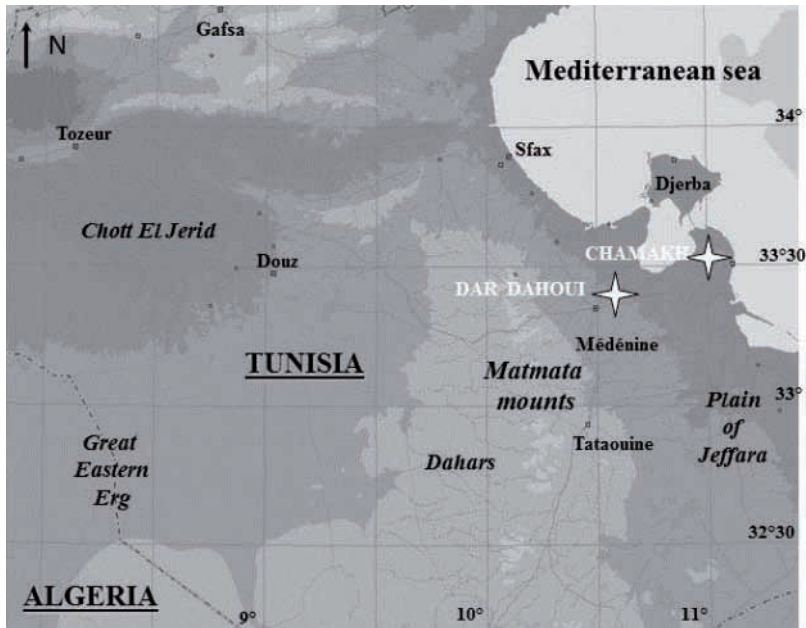 Gafsa
N
Mediterranean sea
34°
Tozeur
Sfax
Djerba
Chott El Jerid
CHAMAKH
33°30
Douz
DAR DAHOUI
Médénine
TUNISIA
Matmata
mounts
33°
Plain
of
Jeffara
Great
Eastern
Erg
Dahars
Tataouine
32°30
ALGERIA
9°
10°
11°